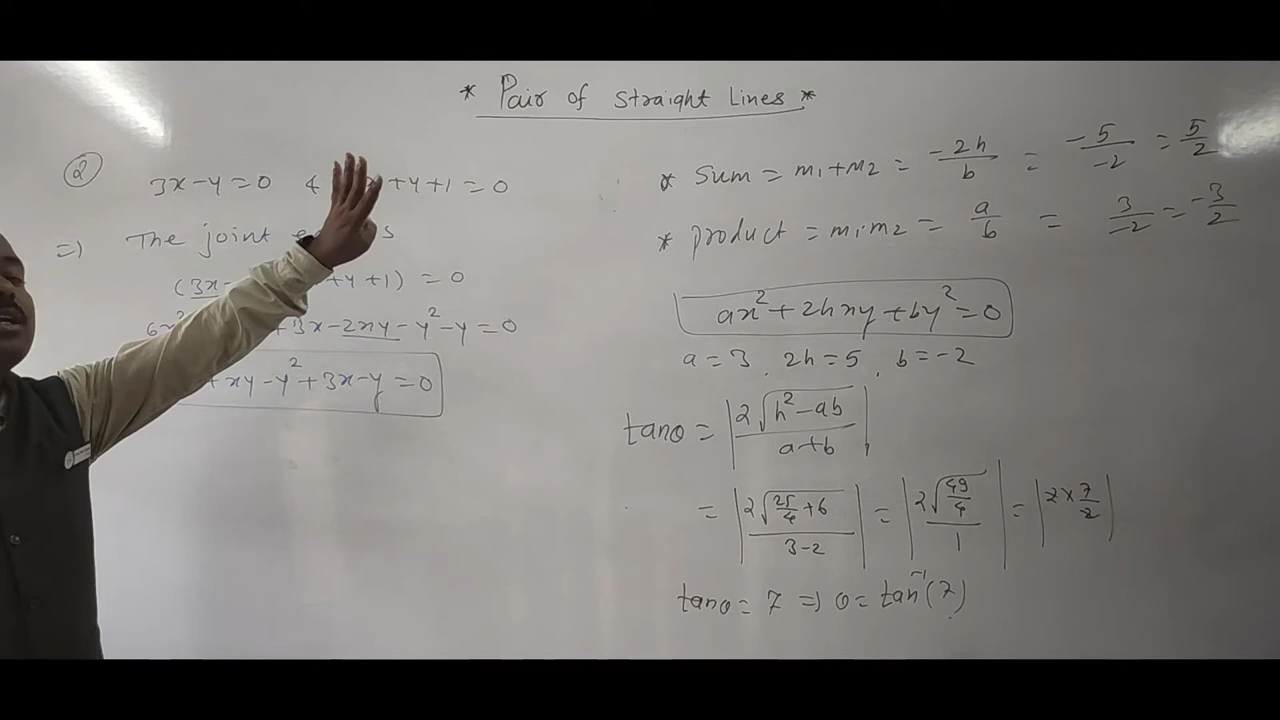 * Pair of Straight Lines *
②
3x-y=0 & x+y+1=0
=) The joint s
(3x- +y+1) = 0
6x² +3x-2xy-y²-y=0
+xy-y²+3x-y=0
* Sum = m₁+m₂ = -2h/b = -5/-2 = 5/2
* product = m₁.m₂ = a/b = 3/-2 = -3/2
ax²+2hxy+by²=0
a=3, 2h=5, b=-2
tanθ = |2√(h²-ab)/(a+b)|
= |2√(25/4+6)/(3-2)| = |2√(49/4)/1| = |2×7/2|
tanθ = 7 =) θ = tan⁻¹(7)